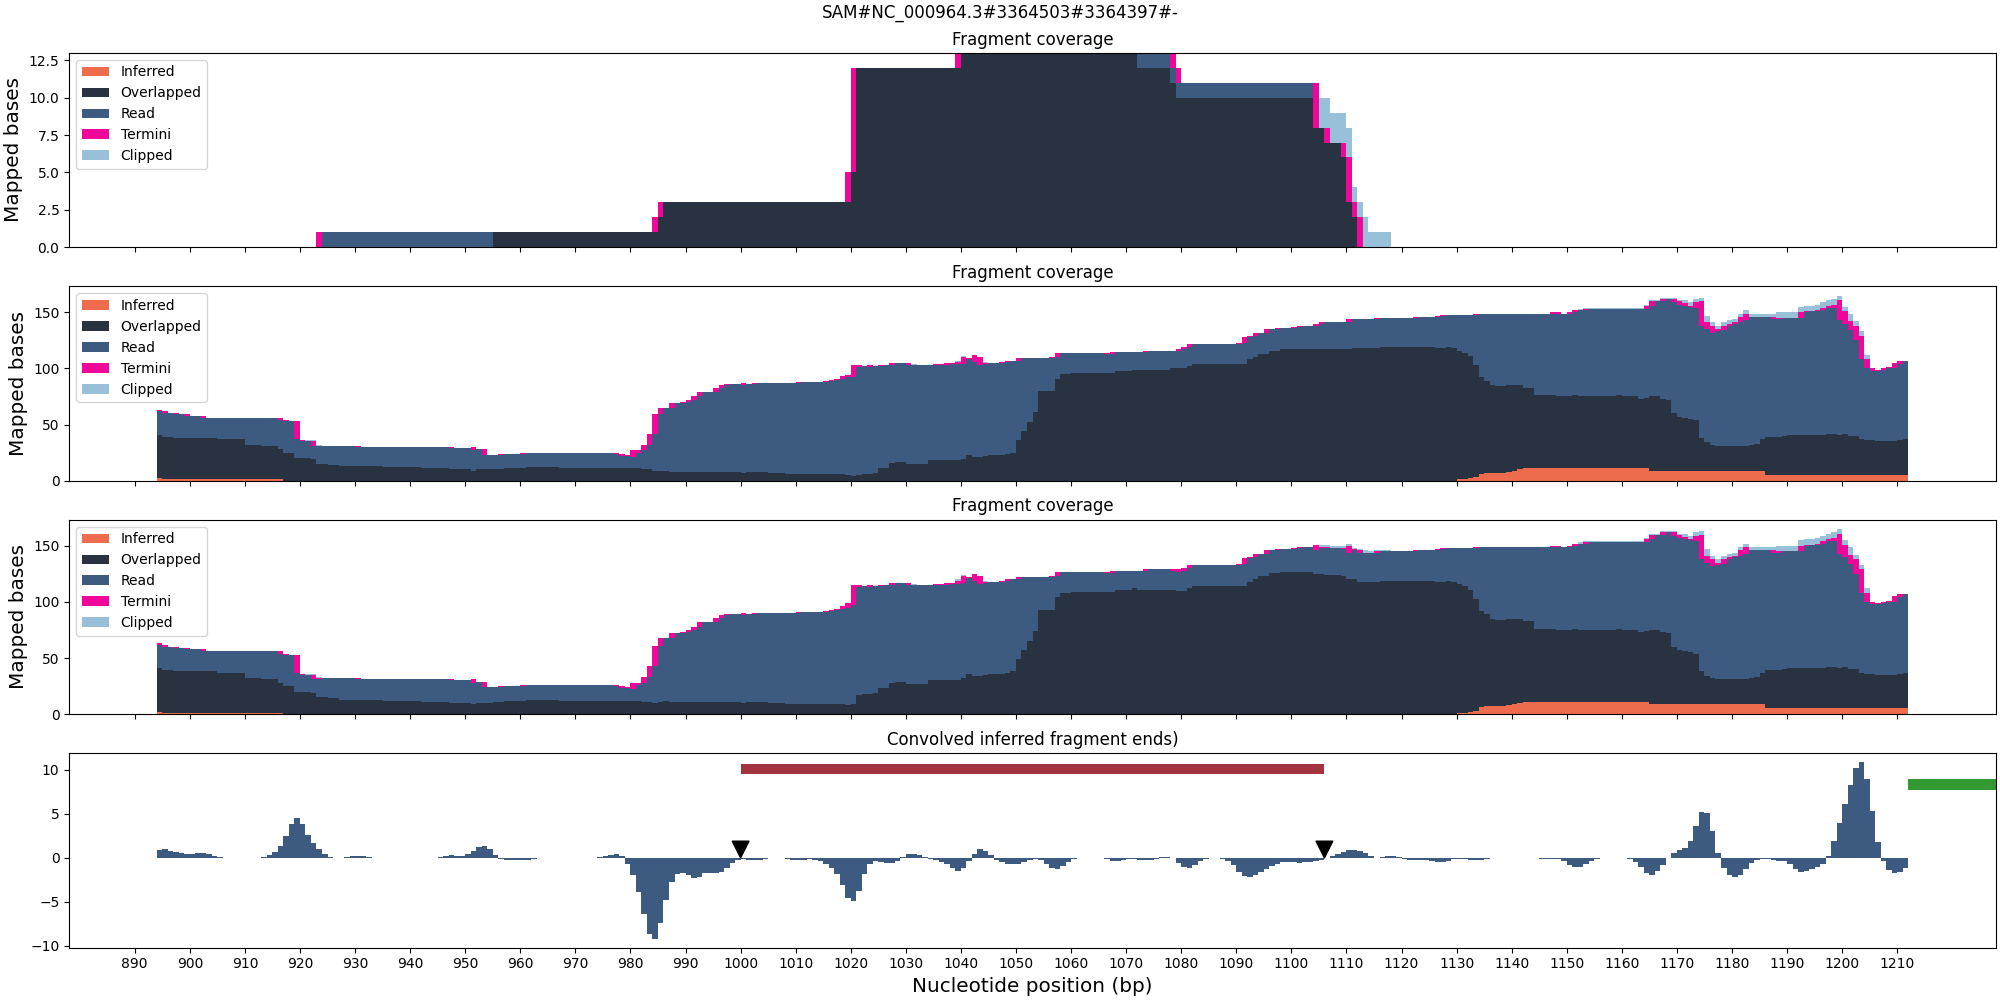 SAM#NC_000964.3#3364503#3364397#-
Fragment coverage
Mapped bases
12.5
10.0
7.5
5.0
2.5
0.0
Inferred
Overlapped
Read
Termini
Clipped
Fragment coverage
Mapped bases
150
100
50
0
Inferred
Overlapped
Read
Termini
Clipped
Fragment coverage
Mapped bases
150
100
50
0
Inferred
Overlapped
Read
Termini
Clipped
Convolved inferred fragment ends)
10
5
0
−5
−10
890 900 910 920 930 940 950 960 970 980 990 1000 1010 1020 1030 1040 1050 1060 1070 1080 1090 1100 1110 1120 1130 1140 1150 1160 1170 1180 1190 1200 1210
Nucleotide position (bp)